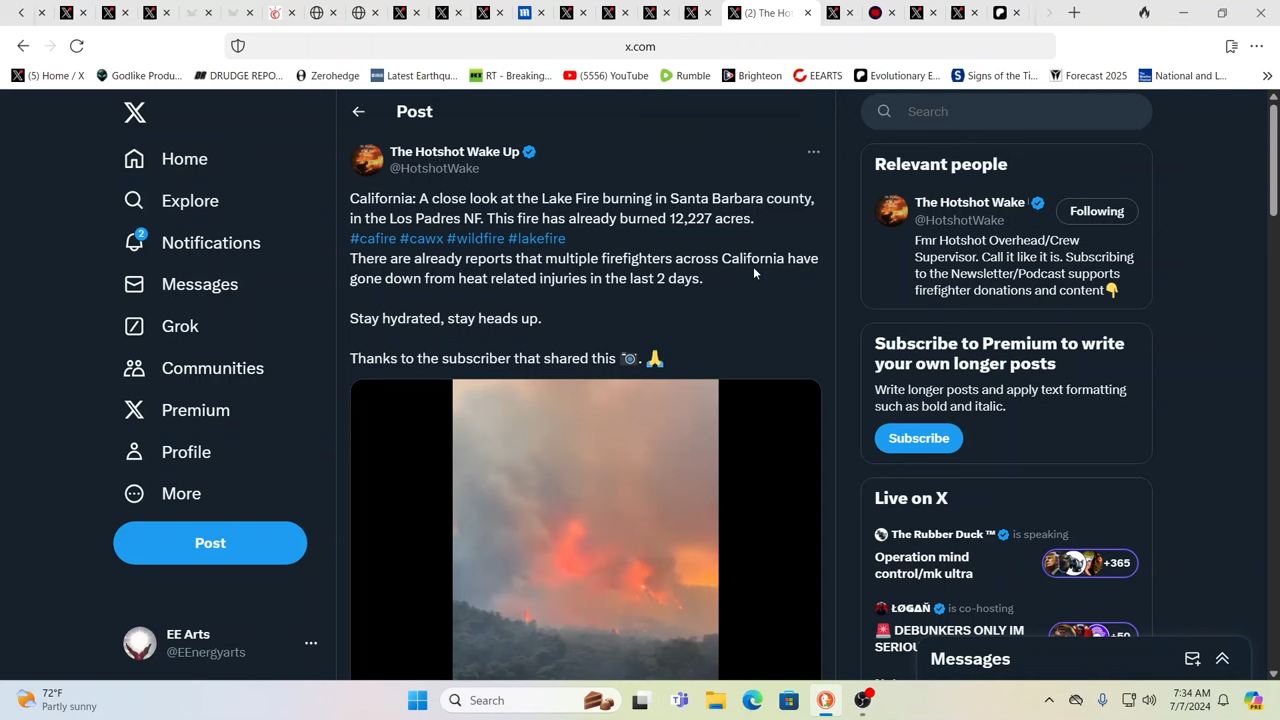 (2) The Ho
x.com
(5) Home / X
Godlike Produ...
DRUDGE REPO...
Zerohedge
Latest Earthqu...
RT - Breaking...
(5556) YouTube
Rumble
Brighteon
EEARTS
Evolutionary E...
Signs of the Ti...
Forecast 2025
National and L...
Home
Explore
2
Notifications
Messages
Grok
Communities
Premium
Profile
More
Post
EE Arts
@EEnergyarts
Post
The Hotshot Wake Up
@HotshotWake
California: A close look at the Lake Fire burning in Santa Barbara county,
in the Los Padres NF. This fire has already burned 12,227 acres.
#cafire #cawx #wildfire #lakefire
There are already reports that multiple firefighters across California have
gone down from heat related injuries in the last 2 days.
Stay hydrated, stay heads up.
Thanks to the subscriber that shared this 📷. 🙏
Search
Relevant people
The Hotshot Wake
@HotshotWake
Following
Fmr Hotshot Overhead/Crew
Supervisor. Call it like it is. Subscribing
to the Newsletter/Podcast supports
firefighter donations and content👇
Subscribe to Premium to write
your own longer posts
Write longer posts and apply text formatting
such as bold and italic.
Subscribe
Live on X
The Rubber Duck ™ is speaking
Operation mind
control/mk ultra
+365
ŁØGAÑ is co-hosting
🚨 DEBUNKERS ONLY IM
SERIOU
+50
Messages
72°F
Partly sunny
Search
7:34 AM
7/7/2024
PRE